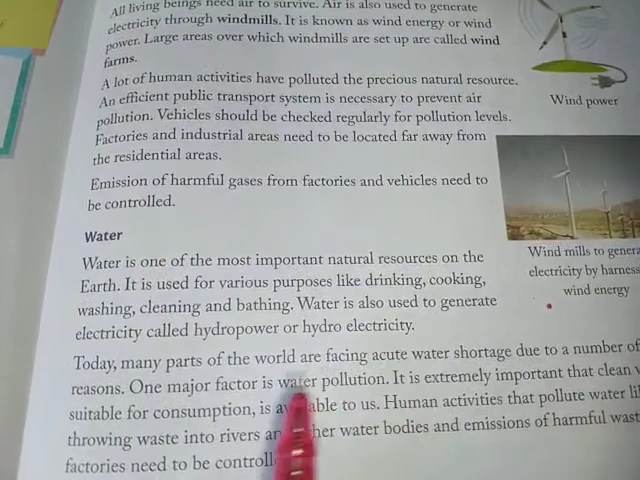 All living beings need air to survive. Air is also used to generate
electricity through windmills. It is known as wind energy or wind
power. Large areas over which windmills are set up are called wind
farms.
A lot of human activities have polluted the precious natural resource.
An efficient public transport system is necessary to prevent air
pollution. Vehicles should be checked regularly for pollution levels.
Factories and industrial areas need to be located far away from
the residential areas.
Emission of harmful gases from factories and vehicles need to
be controlled.
Wind power
Water
Water is one of the most important natural resources on the
Earth. It is used for various purposes like drinking, cooking,
washing, cleaning and bathing. Water is also used to generate
electricity called hydropower or hydro electricity.
Wind mills to
electricity by
wind energy
Today, many parts of the world are facing acute water shortage due to a number of
reasons. One major factor is water pollution. It is extremely important that clean
suitable for consumption, is to us. Human activities that pollute water
throwing waste into rivers water bodies and emissions of harmful
factories need to be